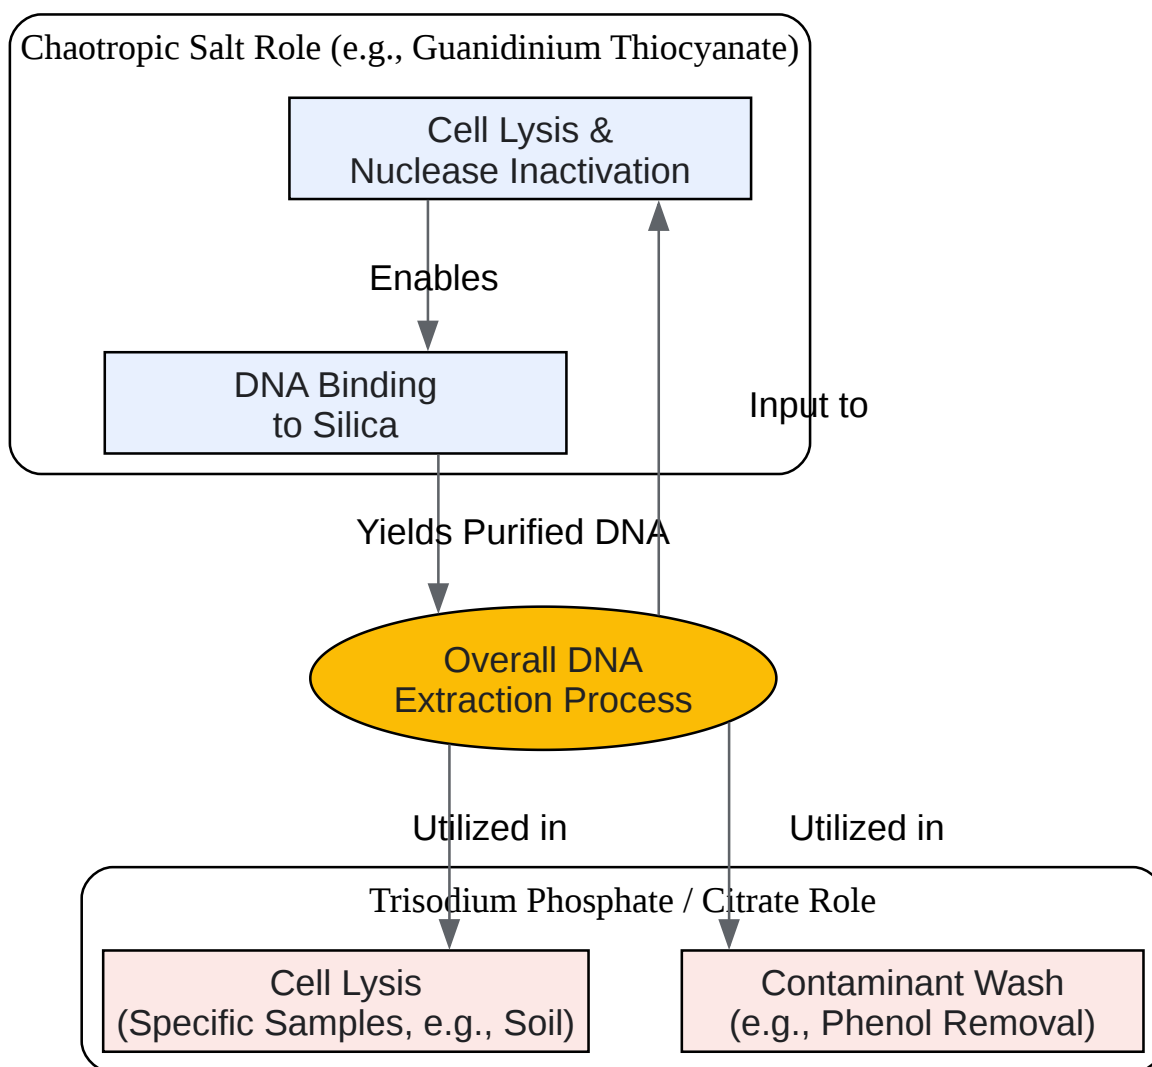 Chaotropic Salt Role (e.g., Guanidinium Thiocyanate)
Cell Lysis &
Nuclease Inactivation
Enables
DNA Binding
to Silica
Input to
Yields Purified DNA
Overall DNA
Extraction Process
Utilized in
Utilized in
Trisodium Phosphate / Citrate Role
Cell Lysis
(Specific Samples, e.g., Soil)
Contaminant Wash
(e.g., Phenol Removal)